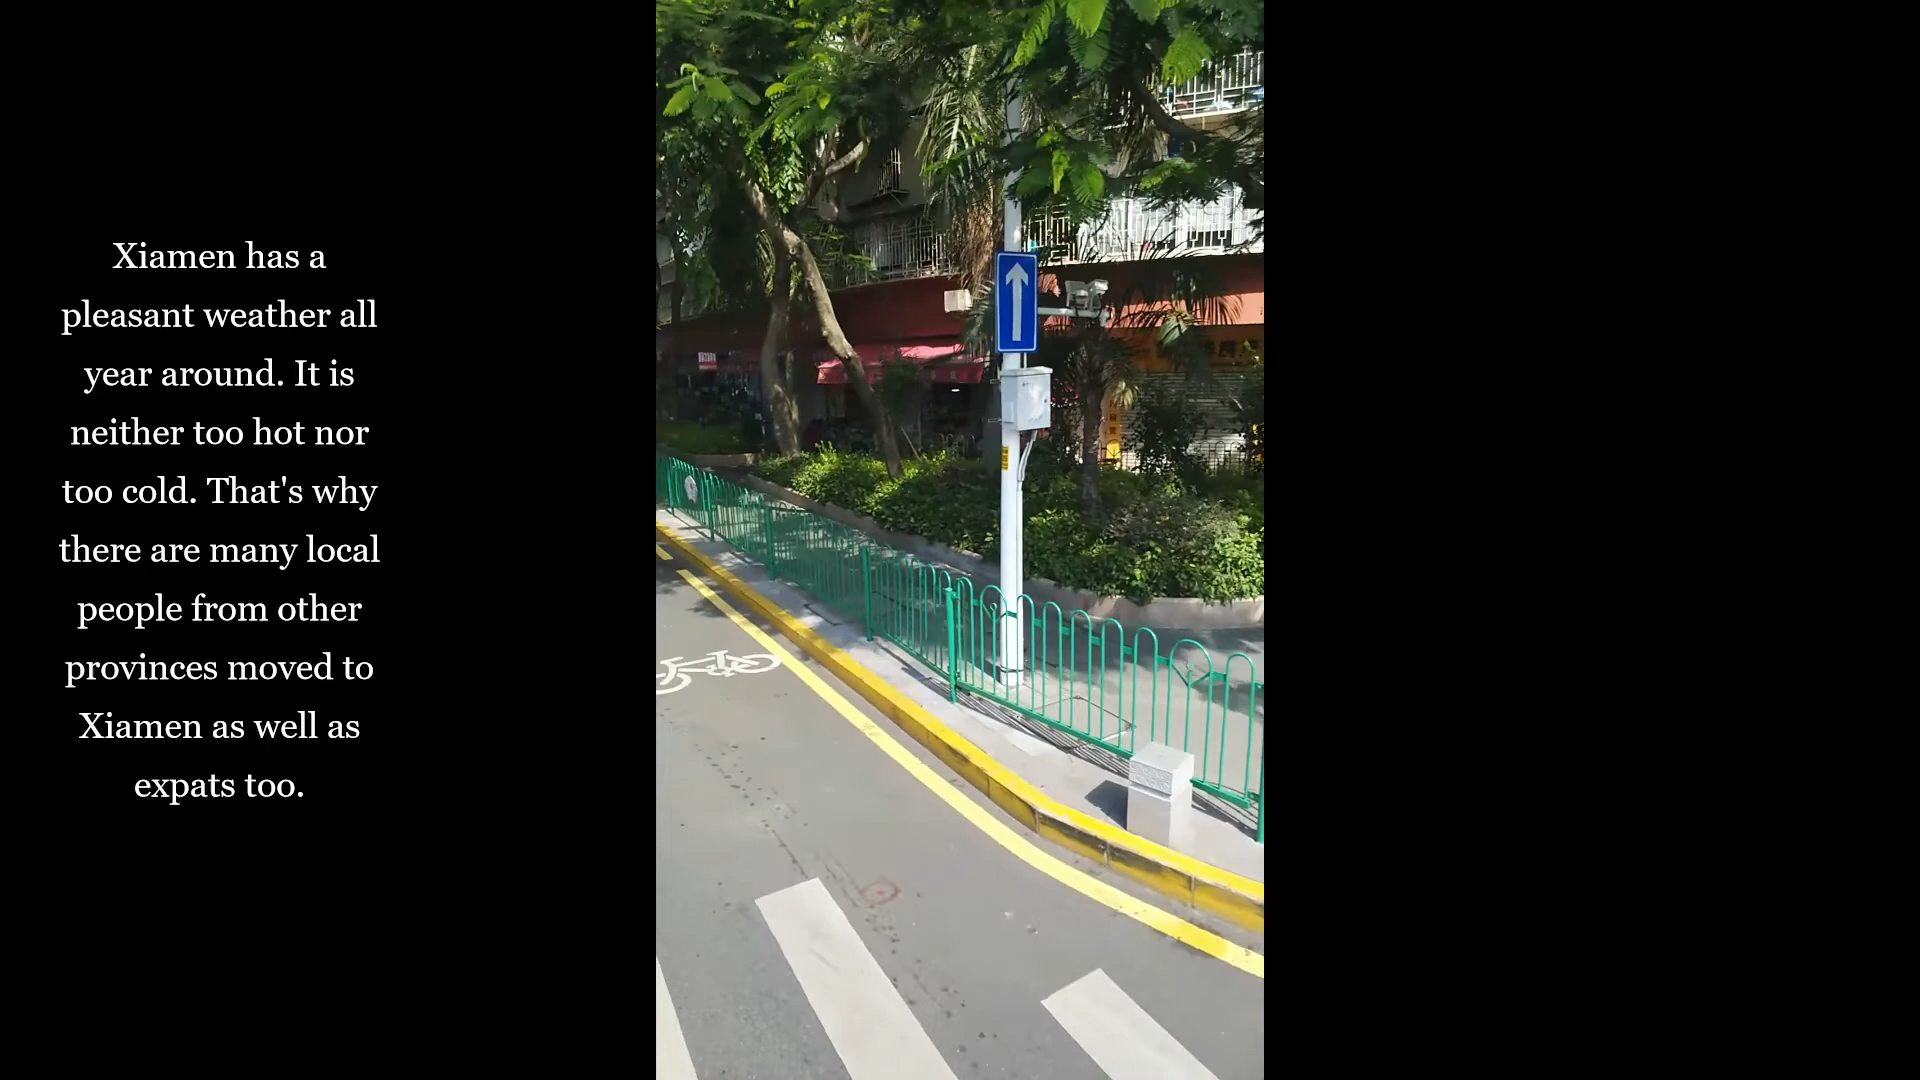 Xiamen has a
pleasant weather all
year around. It is
neither too hot nor
too cold. That's why
there are many local
people from other
provinces moved to
Xiamen as well as
expats too.